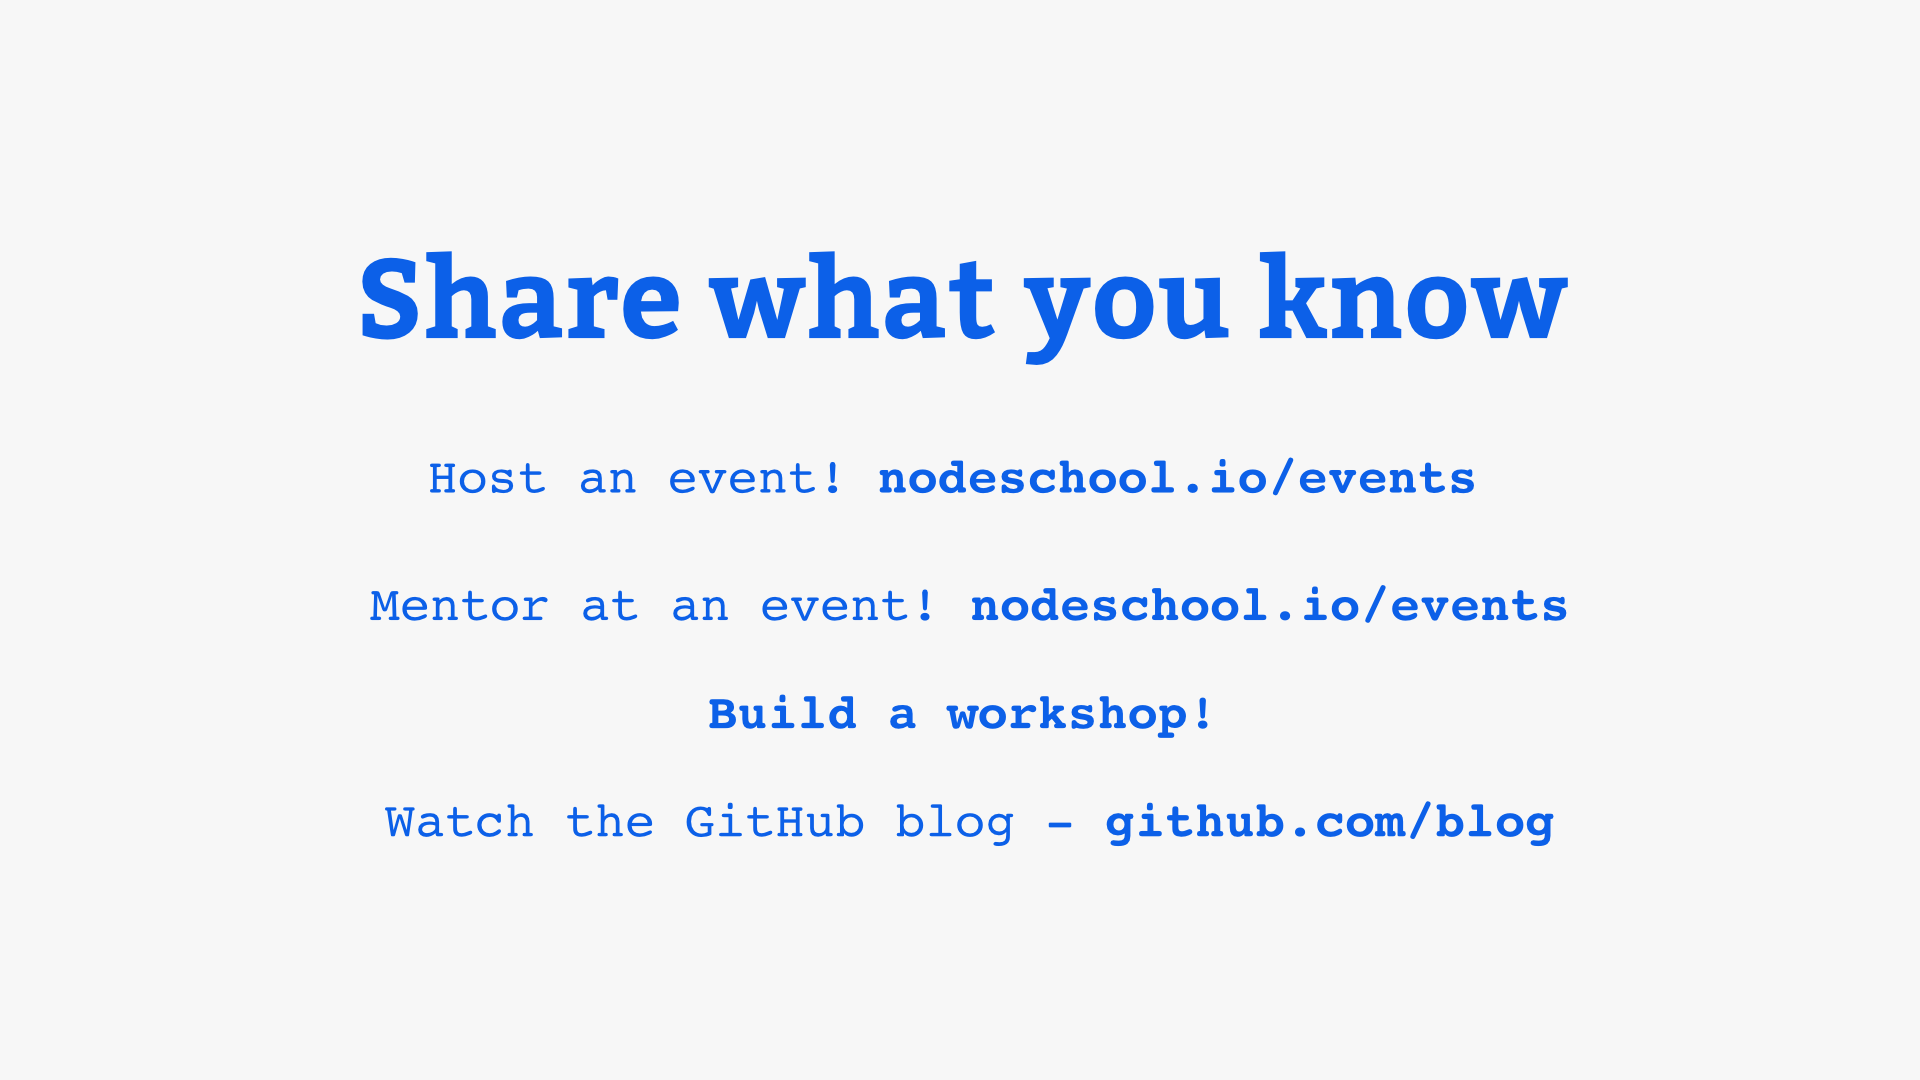 Share what you know
Host an event! nodeschool.io/events
Mentor at an event! nodeschool.io/events
Build a workshop!
Watch the GitHub blog – github.com/blog